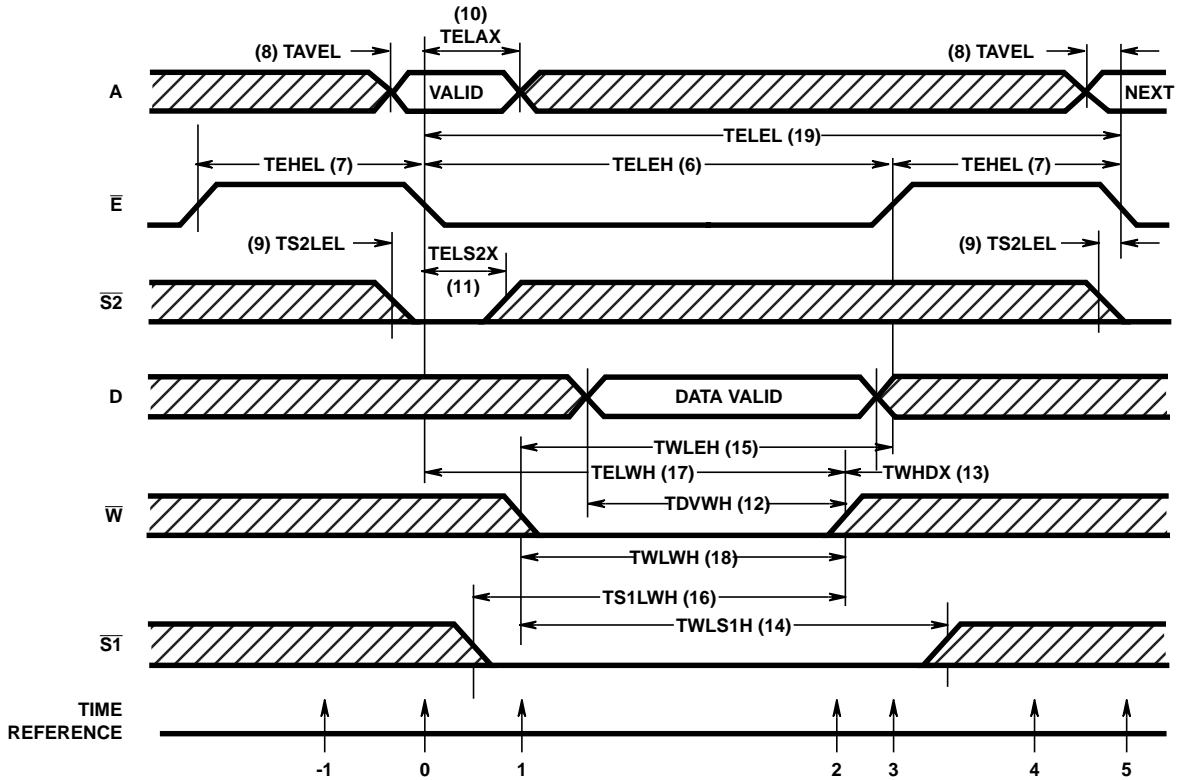 (10)
TELAX
(8) TAVEL
(8) TAVEL
A
VALID
NEXT
TELEL (19)
TEHEL (7)
TELEH (6)
TEHEL (7)
E̅
(9) TS2LEL
TELS2X
(11)
(9) TS2LEL
S̅2̅
D
DATA VALID
TWLEH (15)
TELWH (17)
TWHDX (13)
TDVWH (12)
W̅
TWLWH (18)
TS1LWH (16)
TWLS1H (14)
S̅1̅
TIME
REFERENCE
-1 0 1 2 3 4 5